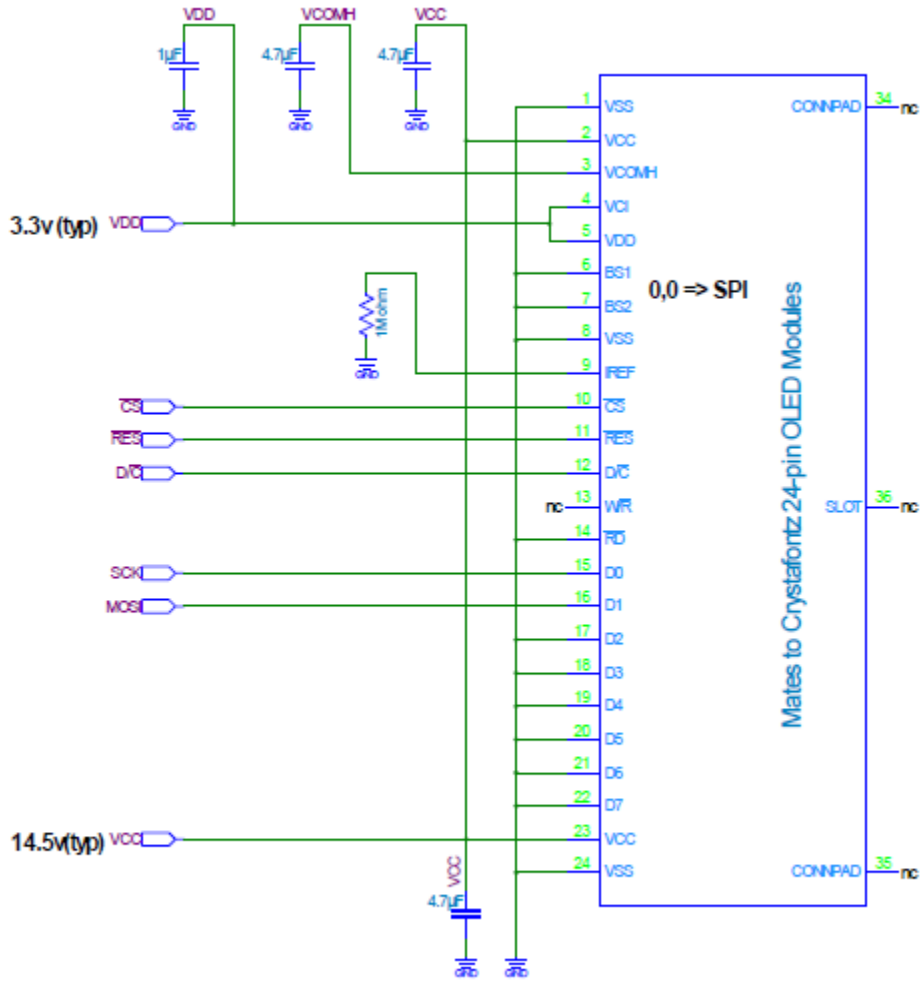 VDD VCOMH VCC
1µF 4.7µF 4.7µF
GND GND GND
1 VSS CONNPAD 34 nc
2 VCC
3 VCOMH
4 VCI
3.3v (typ) VDD
5 VDD
6 BS1
0,0 => SPI
7 BS2
1Mohm
8 VSS
GND
9 IREF
CS 10 CS
RES 11 RES
D/C 12 D/C
nc 13 W/R SLOT 36 nc
14 RD
SCK 15 D0
MOSI 16 D1
17 D2
18 D3
19 D4
20 D5
21 D6
22 D7
14.5v(typ) VCC 23 VCC
24 VSS CONNPAD 35 nc
VCC
4.7µF
GND GND
Mates to Crystafontz 24-pin OLED Modules